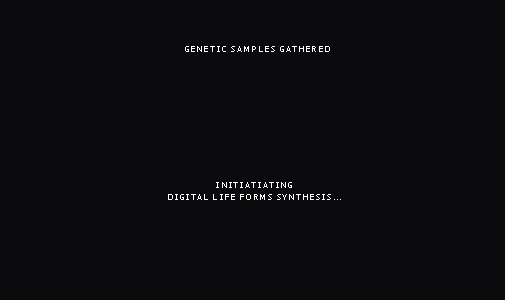 GENETIC SAMPLES GATHERED
INITIATIATING
DIGITAL LIFE FORMS SYNTHESIS...